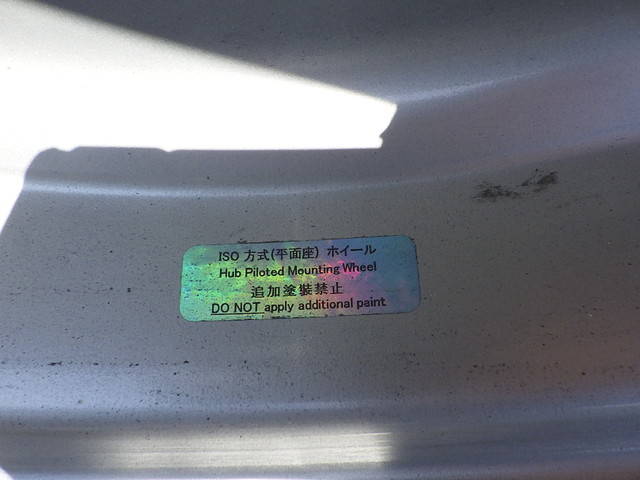 ISO 方式(平面座) ホイール
Hub Piloted Mounting Wheel
追加塗装禁止
DO NOT apply additional paint